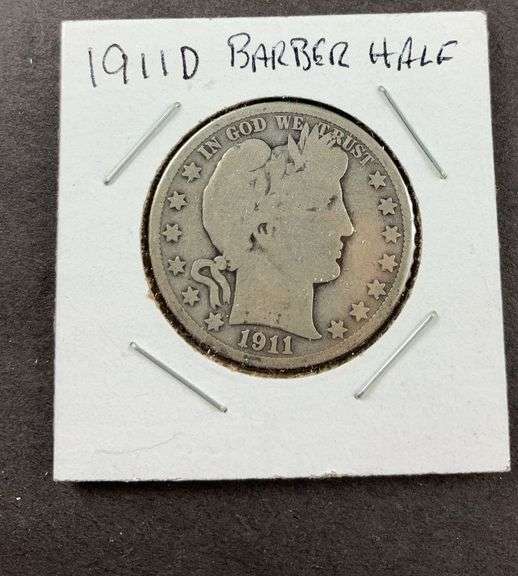 1911D BARBER HALF
IN GOD WE TRUST
1911